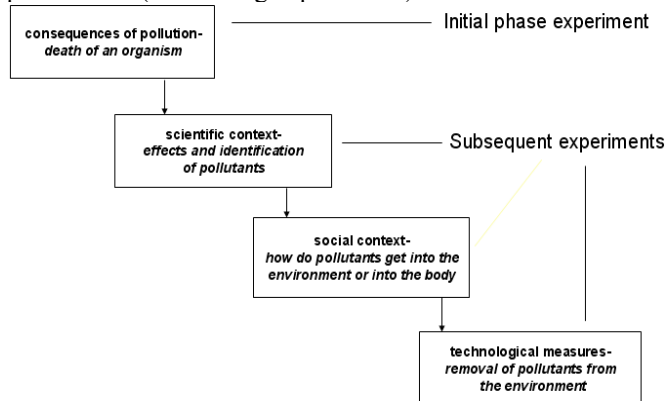 consequences of pollution-
death of an organism
Initial phase experiment
scientific context-
effects and identification
of pollutants
Subsequent experiments
social context-
how do pollutants get into the
environment or into the body
technological measures-
removal of pollutants from
the environment